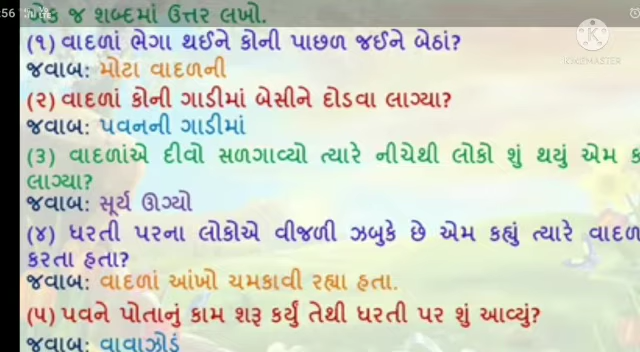 :56
એક જ શબ્દમાં ઉત્તર લખો.
(૧) વાદળાં ભેગા થઈને કોની પાછળ જઈને બેઠાં?
જવાબ: મોટા વાદળની
KINEMASTER
(૨) વાદળાં કોની ગાડીમાં બેસીને દોડવા લાગ્યા?
જવાબ: પવનની ગાડીમાં
(3) વાદળાંએ દીવો સળગાવ્યો ત્યારે નીચેથી લોકો શું થયું એમ ક
લાગ્યા?
જવાબ: સૂર્ય ઊગ્યો
(૪) ધરતી પરના લોકોએ વીજળી ઝબુકે છે એમ કહ્યું ત્યારે વાદળ
કરતા હતા?
જવાબ: વાદળાં આંખો ચમકાવી રહ્યા હતા.
(૫) પવને પોતાનું કામ શરૂ કર્યું તેથી ધરતી પર શું આવ્યું?
જવાબ: વાવાઝોડું